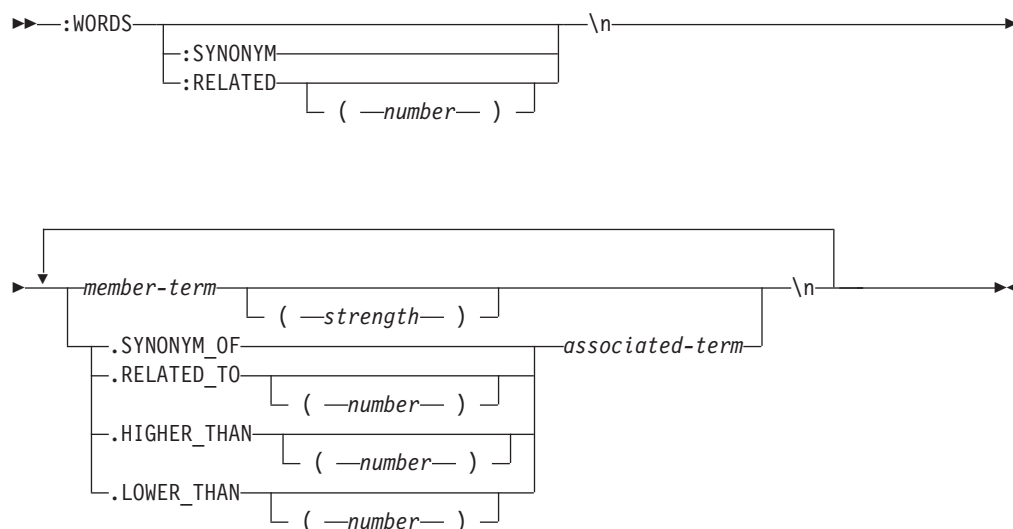 :WORDS \n
:SYNONYM
:RELATED
( number )
member-term \n
( strength )
.SYNONYM_OF associated-term
.RELATED_TO
( number )
.HIGHER_THAN
( number )
.LOWER_THAN
( number )